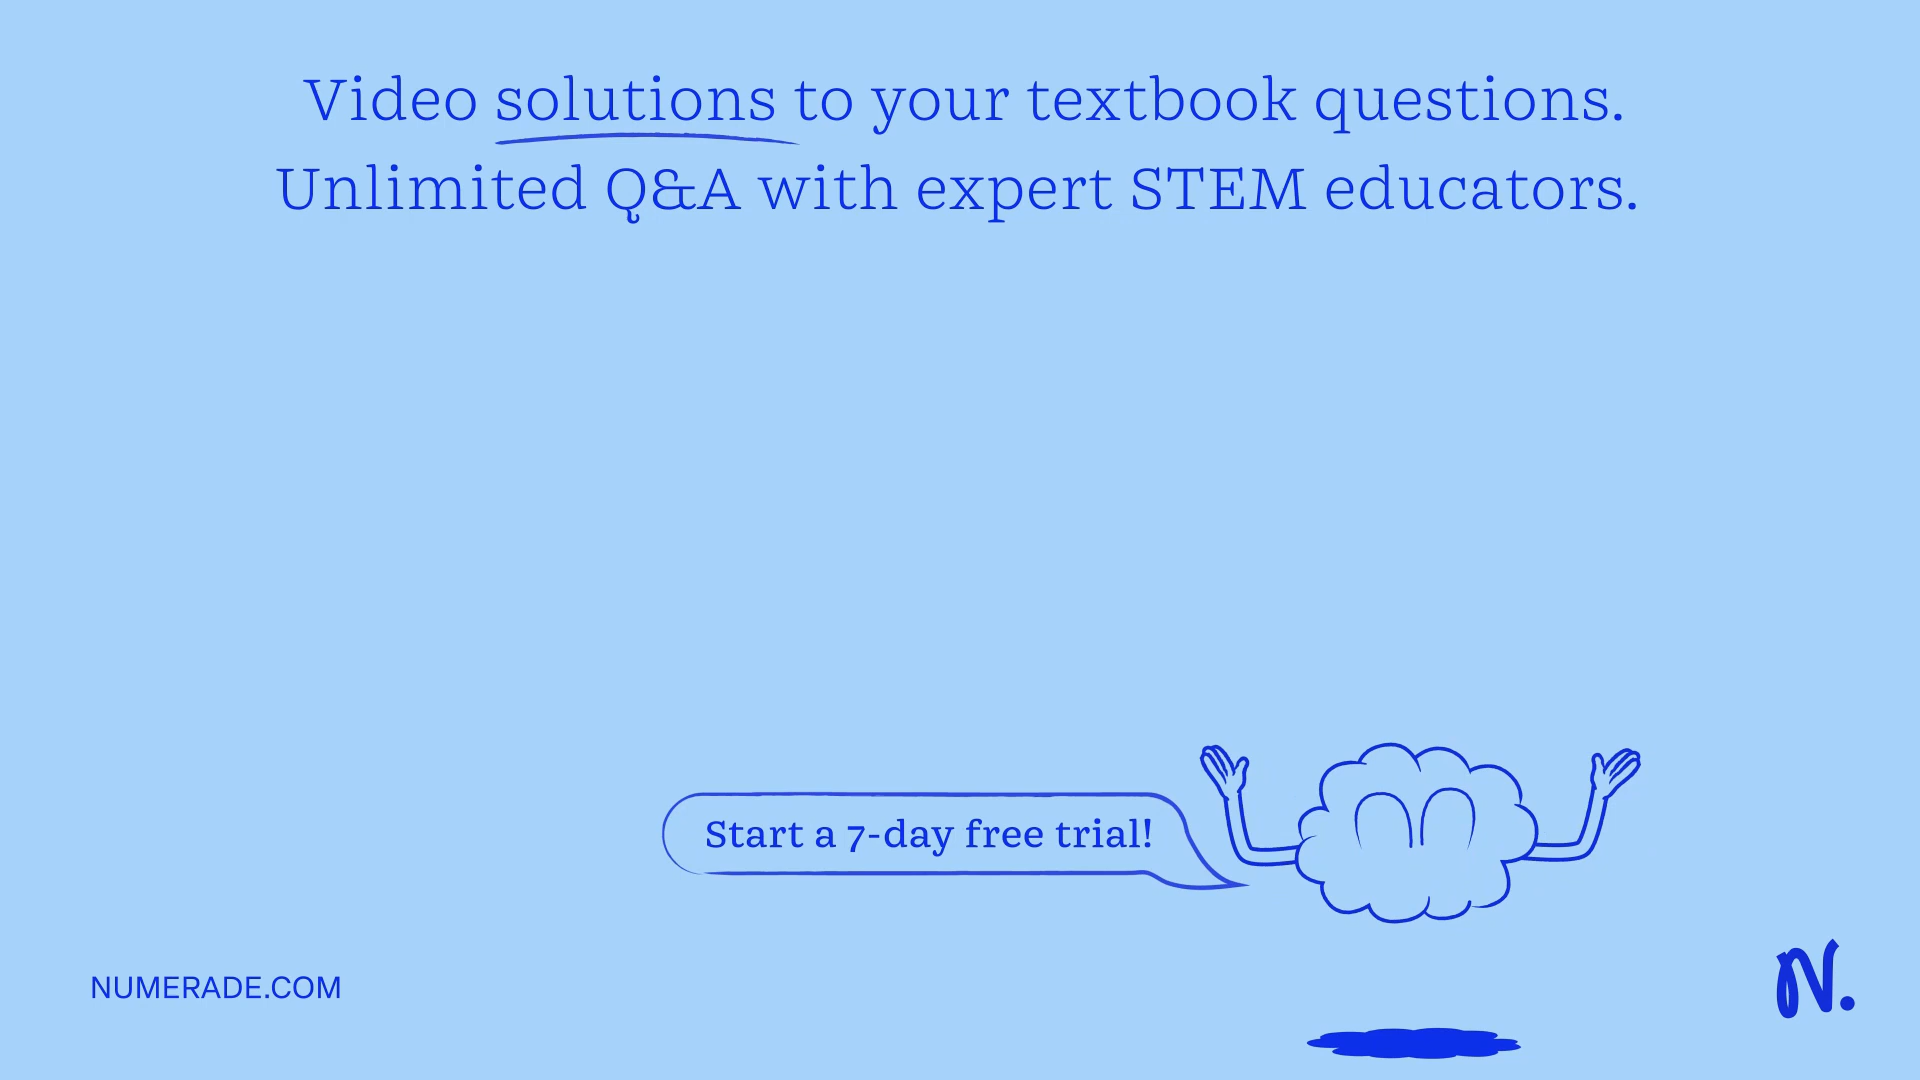 Video solutions to your textbook questions.
Unlimited Q&A with expert STEM educators.
Start a 7-day free trial!
NUMERADE.COM
N.